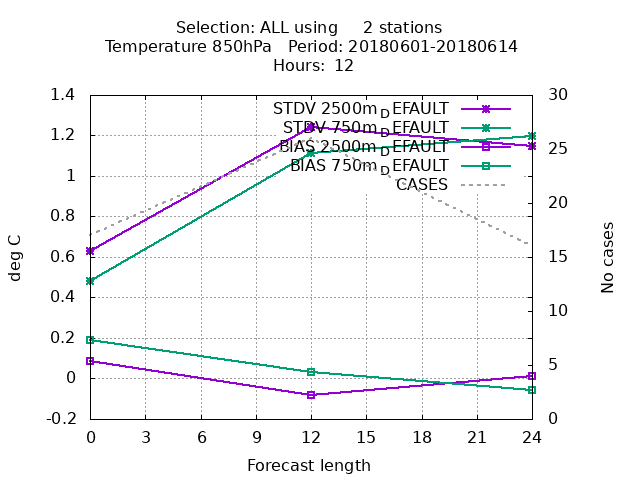 Selection: ALL using     2 stations
Temperature 850hPa   Period: 20180601-20180614
Hours:  12
STDV 2500m_DEFAULT
STDV 750m_DEFAULT
BIAS 2500m_DEFAULT
BIAS 750m_DEFAULT
CASES
1.4
1.2
1
0.8
0.6
0.4
0.2
0
-0.2
deg C
30
25
20
15
10
5
0
No cases
0 3 6 9 12 15 18 21 24
Forecast length